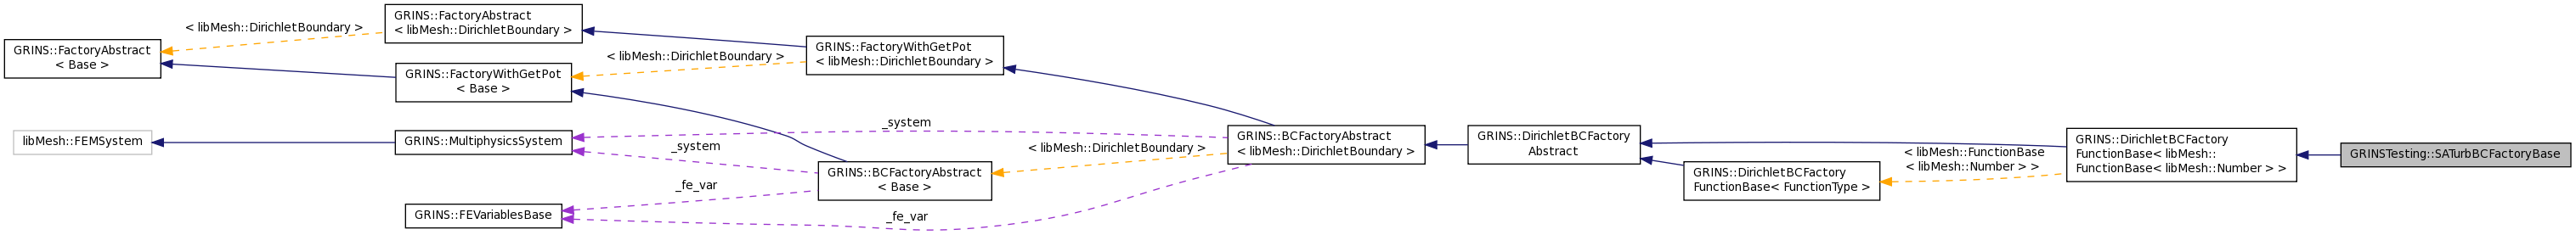 GRINS::FactoryAbstract
< Base >
< libMesh::DirichletBoundary >
GRINS::FactoryAbstract
< libMesh::DirichletBoundary >
GRINS::FactoryWithGetPot
< Base >
< libMesh::DirichletBoundary >
GRINS::FactoryWithGetPot
< libMesh::DirichletBoundary >
libMesh::FEMSystem
GRINS::MultiphysicsSystem
_system
_system
GRINS::BCFactoryAbstract
< Base >
_fe_var
GRINS::FEVariablesBase
_fe_var
< libMesh::DirichletBoundary >
GRINS::BCFactoryAbstract
< libMesh::DirichletBoundary >
GRINS::DirichletBCFactory
Abstract
GRINS::DirichletBCFactory
FunctionBase< FunctionType >
< libMesh::FunctionBase
< libMesh::Number > >
GRINS::DirichletBCFactory
FunctionBase< libMesh::
FunctionBase< libMesh::Number > >
GRINSTesting::SATurbBCFactoryBase